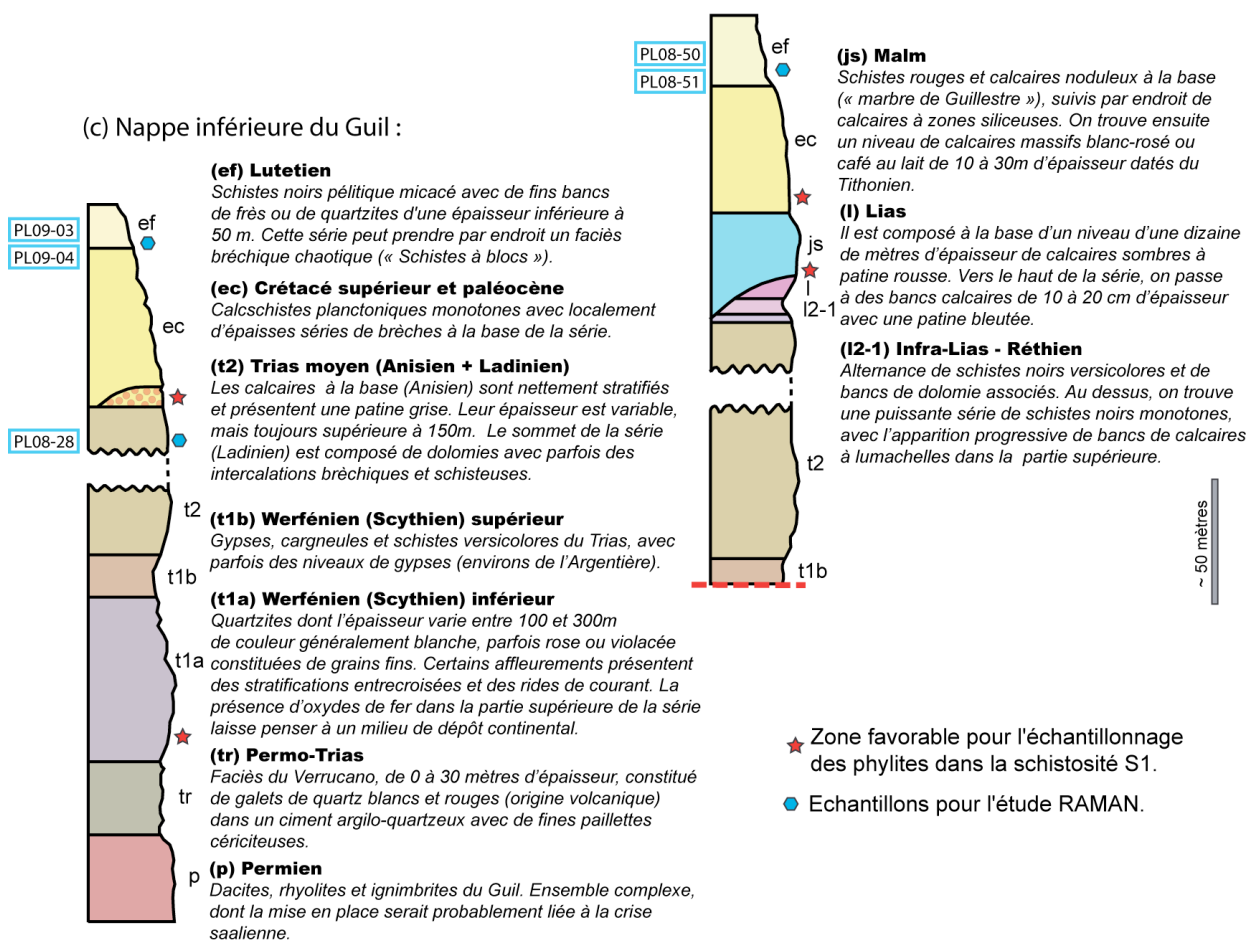 (c) Nappe inférieure du Guil :
PL09-03
PL09-04
PL08-28
ef
ec
t2
t1b
t1a
tr
p
(ef) Lutetien
Schistes noirs pélitique micacé avec de fins bancs
de frès ou de quartzites d'une épaisseur inférieure à
50 m. Cette série peut prendre par endroit un faciès
bréchique chaotique (« Schistes à blocs »).
(ec) Crétacé supérieur et paléocène
Calcschistes planctoniques monotones avec localement
d'épaisses séries de brèches à la base de la série.
(t2) Trias moyen (Anisien + Ladinien)
Les calcaires à la base (Anisien) sont nettement stratifiés
et présentent une patine grise. Leur épaisseur est variable,
mais toujours supérieure à 150m. Le sommet de la série
(Ladinien) est composé de dolomies avec parfois des
intercalations brèchiques et schisteuses.
(t1b) Werfénien (Scythien) supérieur
Gypses, cargneules et schistes versicolores du Trias, avec
parfois des niveaux de gypses (environs de l'Argentière).
(t1a) Werfénien (Scythien) inférieur
Quartzites dont l'épaisseur varie entre 100 et 300m
de couleur généralement blanche, parfois rose ou violacée
constituées de grains fins. Certains affleurements présentent
des stratifications entrecroisées et des rides de courant. La
présence d'oxydes de fer dans la partie supérieure de la série
laisse penser à un milieu de dépôt continental.
(tr) Permo-Trias
Faciès du Verrucano, de 0 à 30 mètres d'épaisseur, constitué
de galets de quartz blancs et rouges (origine volcanique)
dans un ciment argilo-quartzeux avec de fines paillettes
cériciteuses.
(p) Permien
Dacites, rhyolites et ignimbrites du Guil. Ensemble complexe,
dont la mise en place serait probablement liée à la crise
saalienne.
PL08-50
PL08-51
ef
ec
js
l
l2-1
t2
t1b
(js) Malm
Schistes rouges et calcaires noduleux à la base
(« marbre de Guillestre »), suivis par endroit de
calcaires à zones siliceuses. On trouve ensuite
un niveau de calcaires massifs blanc-rosé ou
café au lait de 10 à 30m d'épaisseur datés du
Tithonien.
(l) Lias
Il est composé à la base d'un niveau d'une dizaine
de mètres d'épaisseur de calcaires sombres à
patine rousse. Vers le haut de la série, on passe
à des bancs calcaires de 10 à 20 cm d'épaisseur
avec une patine bleutée.
(l2-1) Infra-Lias - Réthien
Alternance de schistes noirs versicolores et de
bancs de dolomie associés. Au dessus, on trouve
une puissante série de schistes noirs monotones,
avec l'apparition progressive de bancs de calcaires
à lumachelles dans la partie supérieure.
~ 50 mètres
Zone favorable pour l'échantillonnage
des phylites dans la schistosité S1.
Echantillons pour l'étude RAMAN.